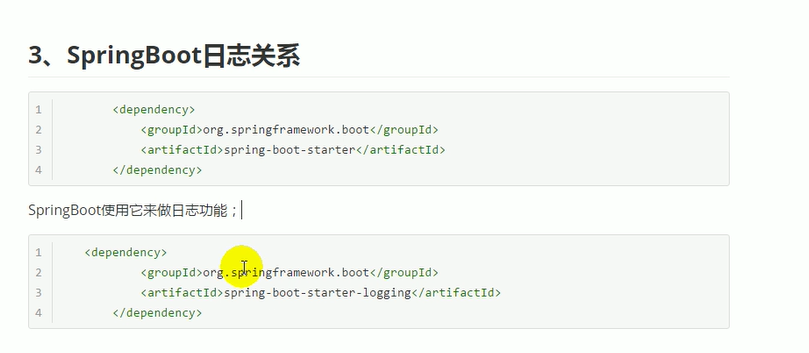 3、SpringBoot日志关系
1 <dependency>
2 <groupId>org.springframework.boot</groupId>
3 <artifactId>spring-boot-starter</artifactId>
4 </dependency>
SpringBoot使用它来做日志功能；
1 <dependency>
2 <groupId>org.springframework.boot</groupId>
3 <artifactId>spring-boot-starter-logging</artifactId>
4 </dependency>